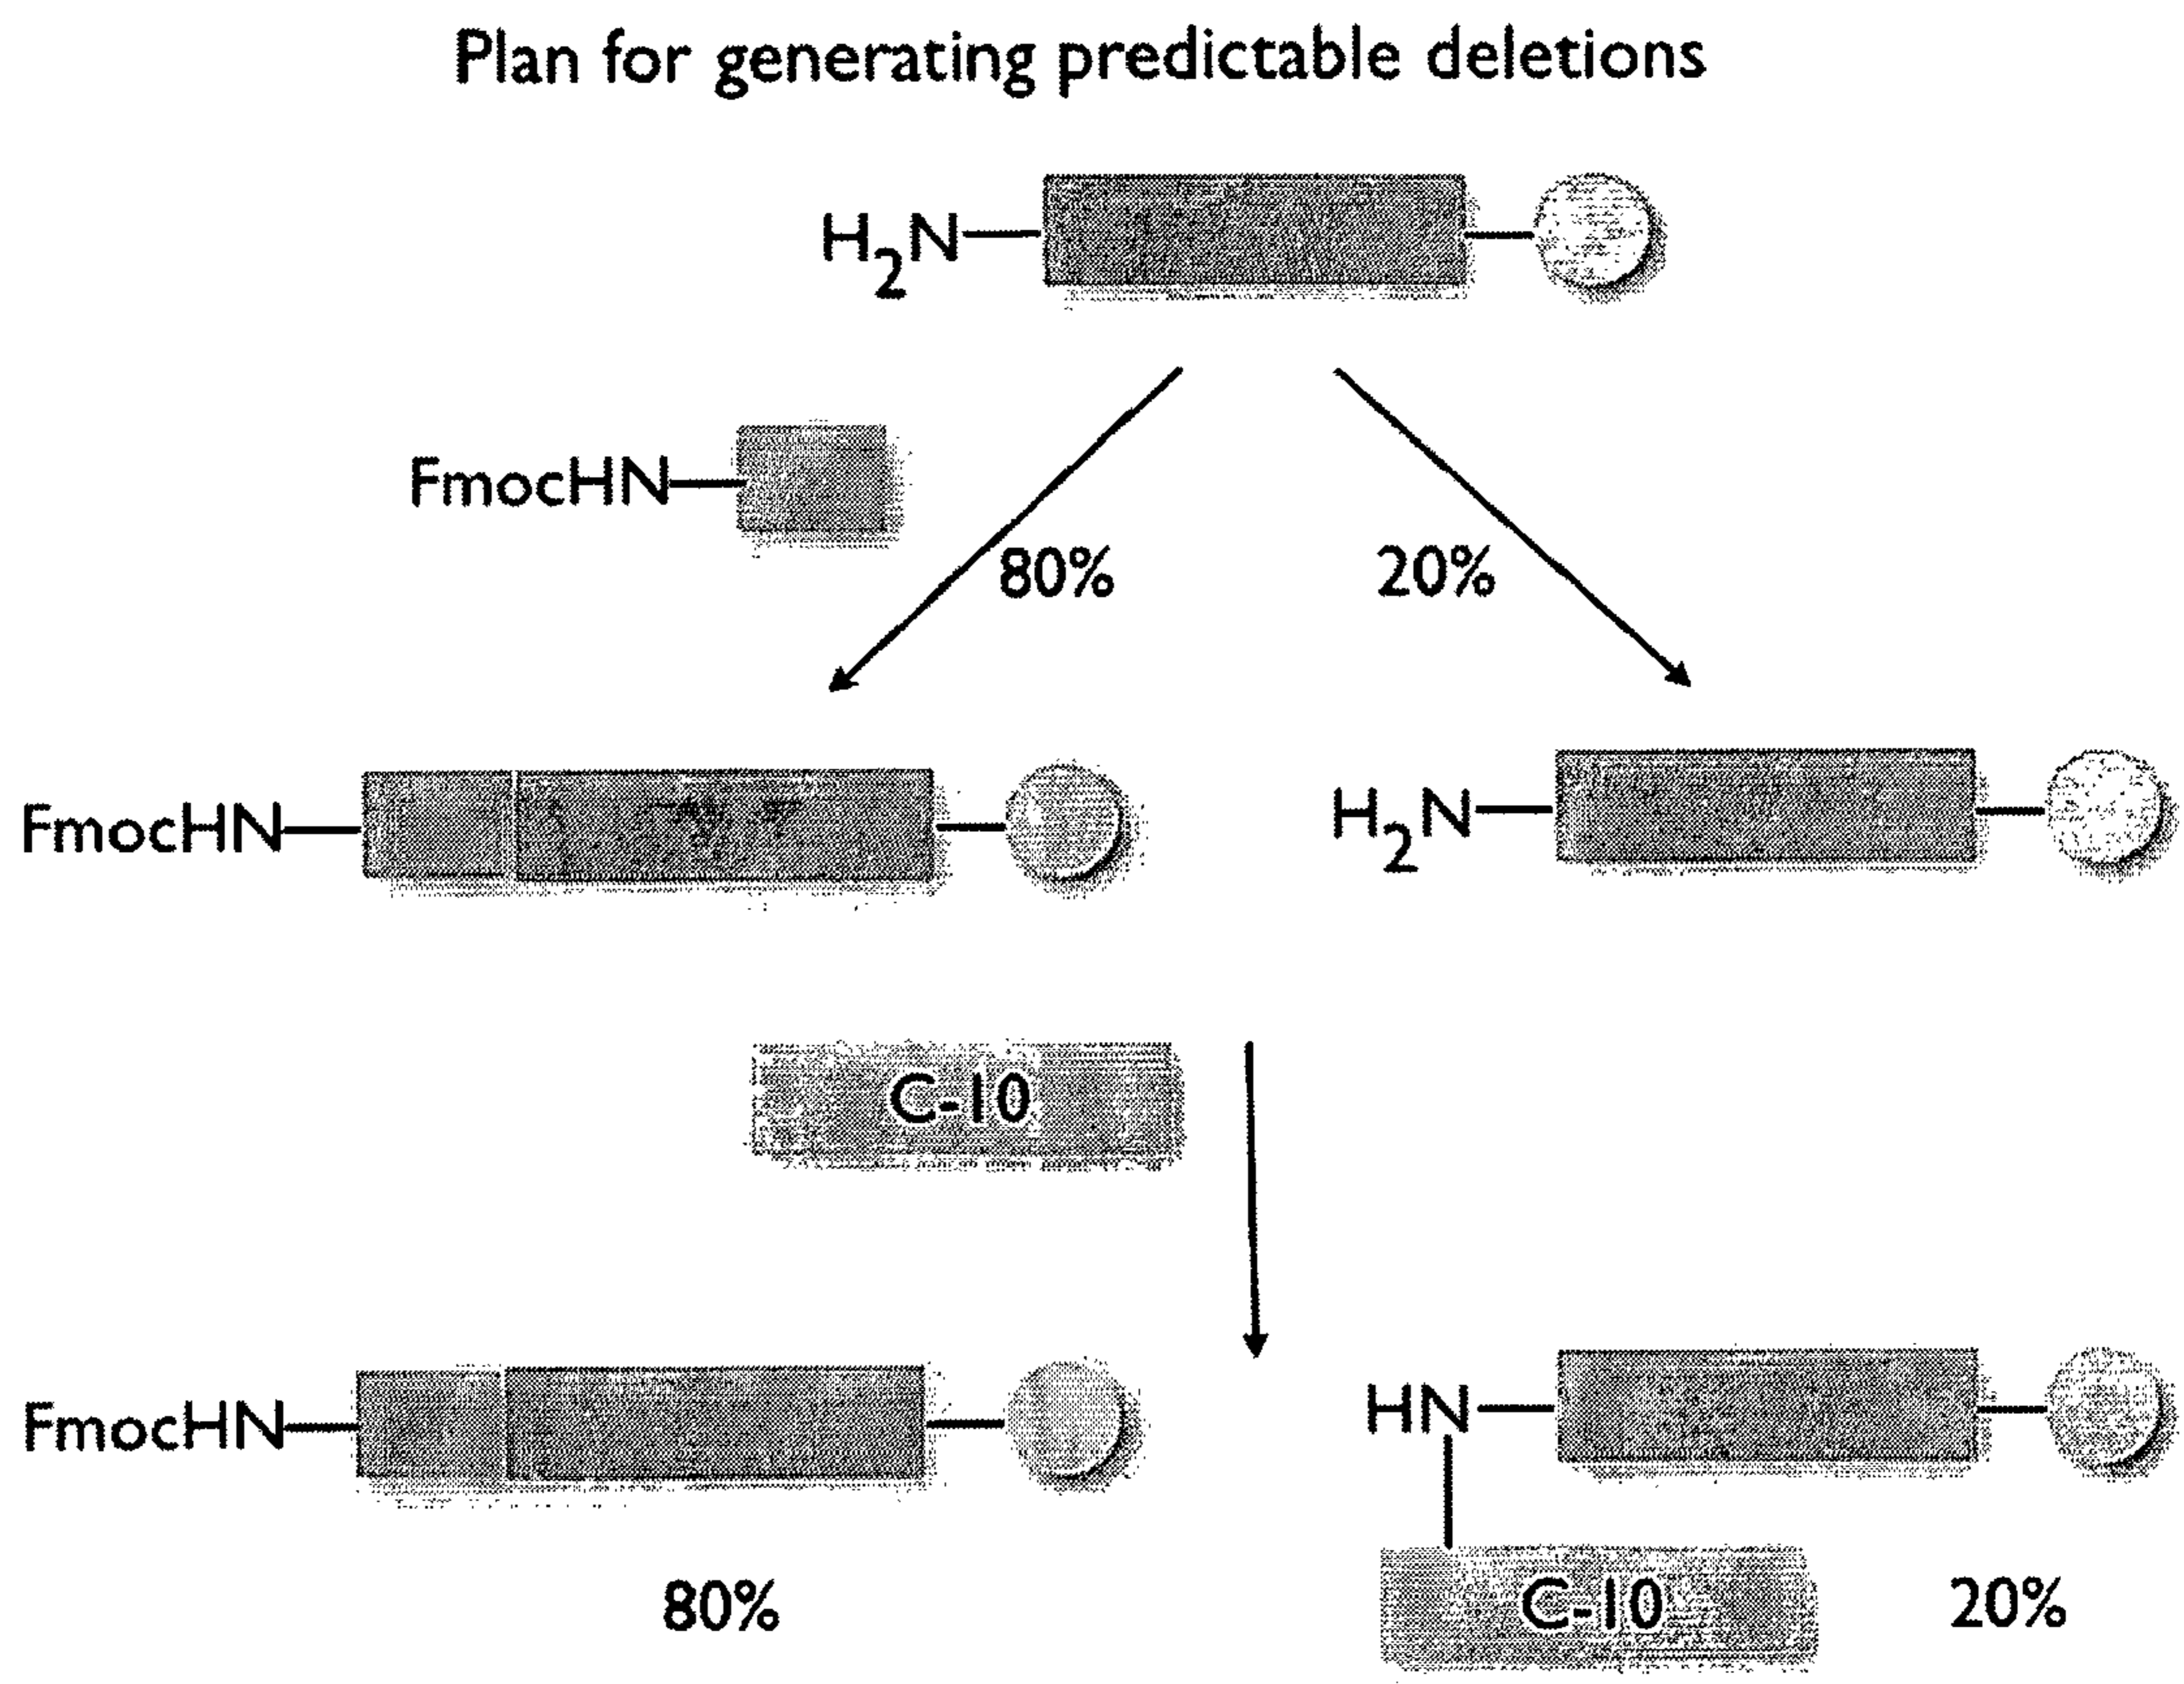 Plan for generating predictable deletions
H₂N
FmocHN
80%
20%
FmocHN
H₂N
C-10
FmocHN
HN
80%
C-10
20%